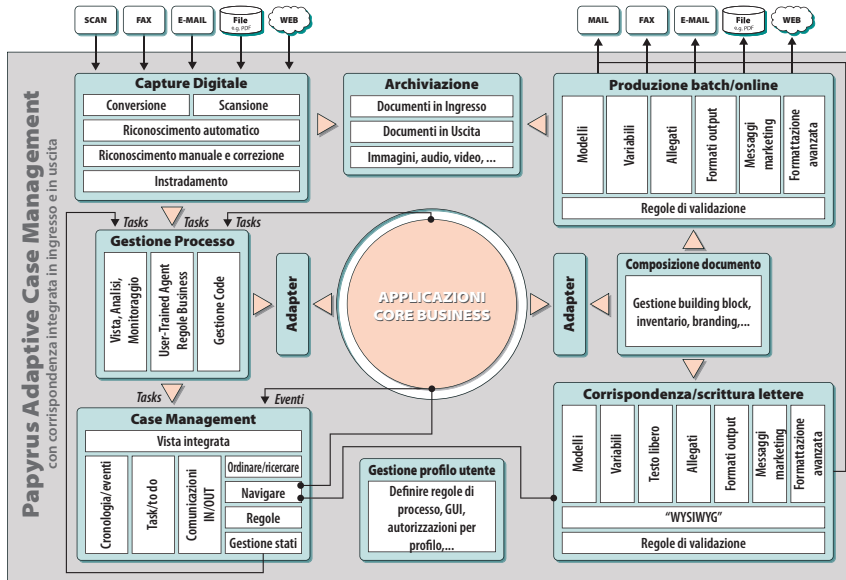 SCAN
FAX
E-MAIL
File
e.g. PDF
WEB
MAIL
FAX
E-MAIL
File
e.g. PDF
WEB
Papyrus Adaptive Case Management
con corrispondenza integrata in ingresso e in uscita
Capture Digitale
Conversione
Scansione
Riconoscimento automatico
Riconoscimento manuale e correzione
Instradamento
Archiviazione
Documenti in Ingresso
Documenti in Uscita
Immagini, audio, video, ...
Produzione batch/online
Modelli
Variabili
Allegati
Formati output
Messaggi
marketing
Formattazione
avanzata
Regole di validazione
Tasks
Tasks
Tasks
Gestione Processo
Vista, Analisi,
Monitoraggio
User-Trained Agent
Regole Business
Gestione Code
Adapter
APPLICAZIONI
CORE BUSINESS
Adapter
Composizione documento
Gestione building block,
inventario, branding,...
Tasks
Eventi
Case Management
Vista integrata
Cronologia/eventi
Task/to do
Comunicazioni
IN/OUT
Ordinare/ricercare
Navigare
Regole
Gestione stati
Gestione profilo utente
Definire regole di
processo, GUI,
autorizzazioni per
profilo,...
Corrispondenza/scrittura lettere
Modelli
Variabili
Testo libero
Allegati
Formati output
Messaggi
marketing
Formattazione
avanzata
“WYSIWYG”
Regole di validazione